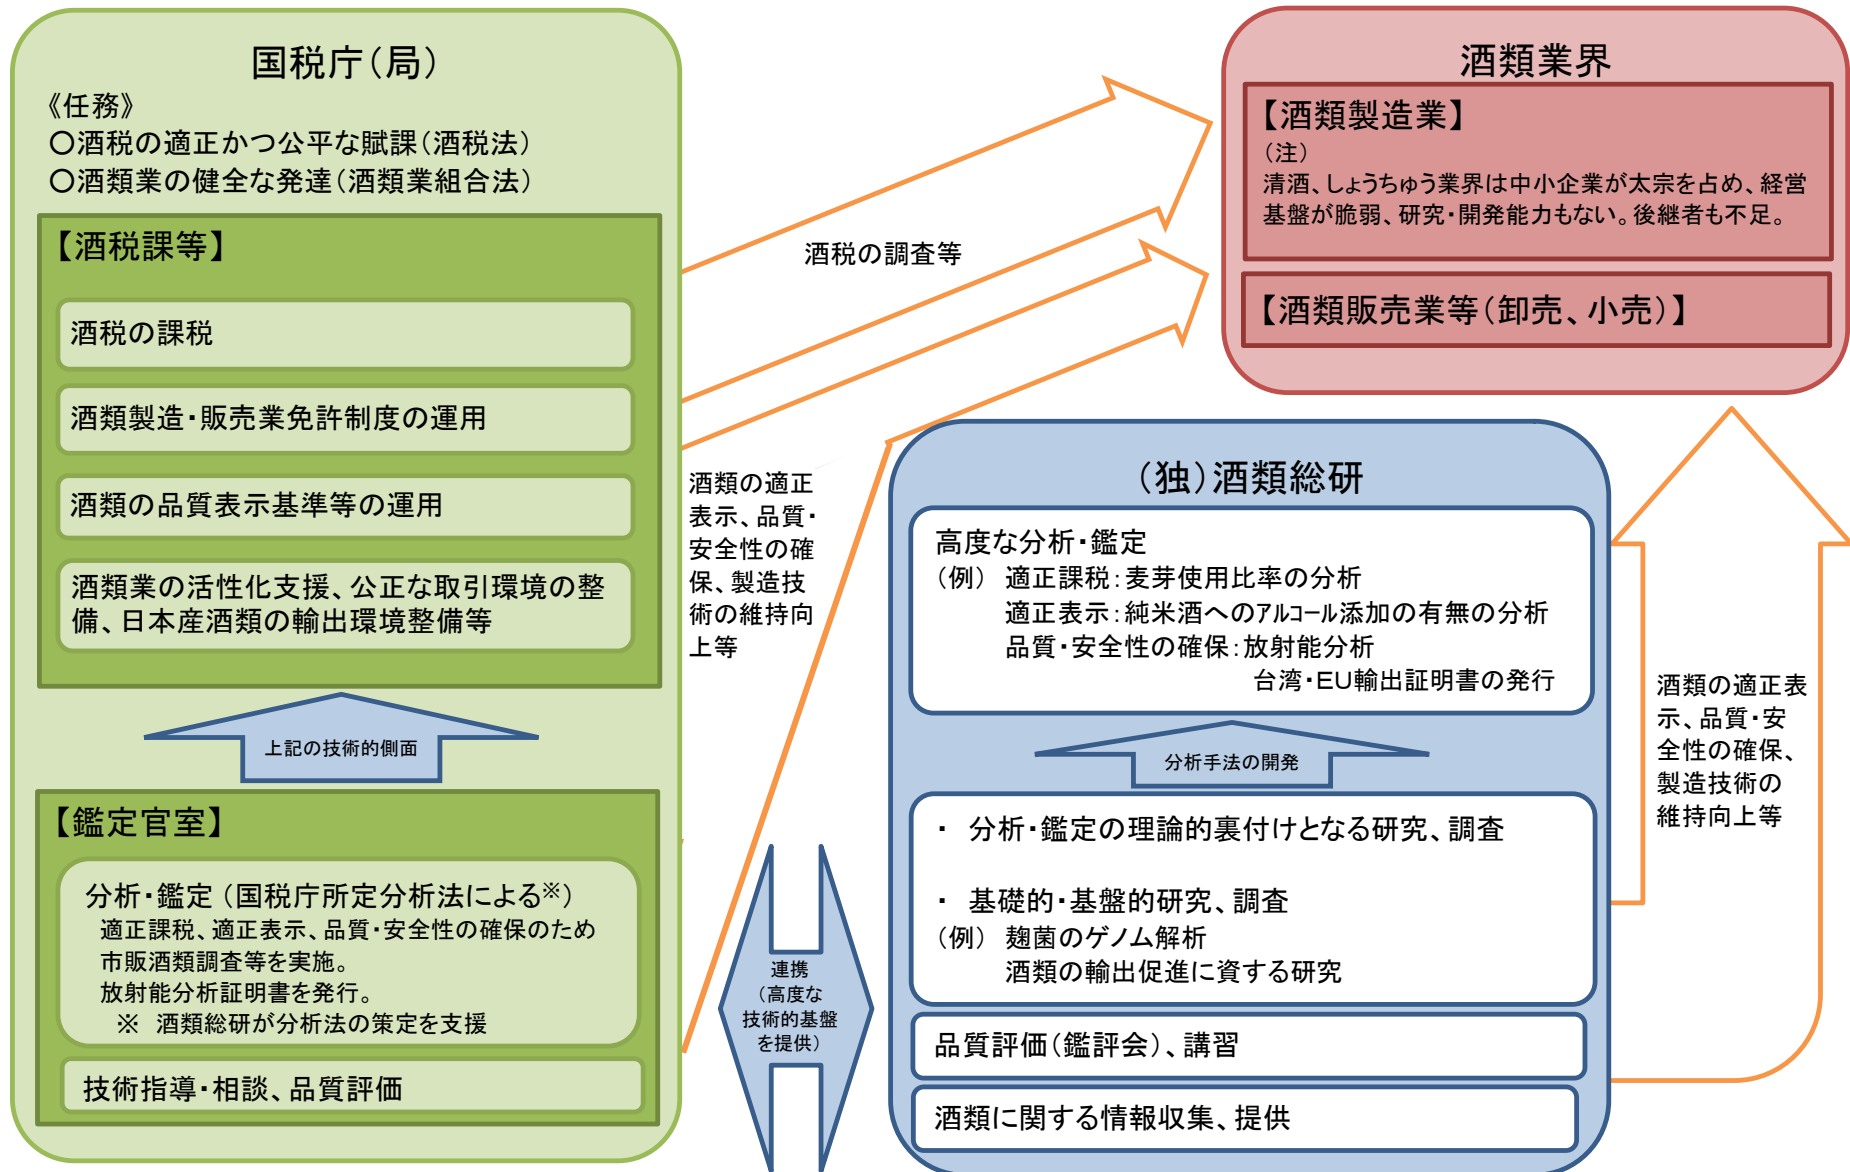 国税庁(局)
《任務》
○酒税の適正かつ公平な賦課(酒税法)
○酒類業の健全な発達(酒類業組合法)
【酒税課等】
酒税の課税
酒類製造・販売業免許制度の運用
酒類の品質表示基準等の運用
酒類業の活性化支援、公正な取引環境の整
備、日本産酒類の輸出環境整備等
上記の技術的側面
【鑑定官室】
分析・鑑定(国税庁所定分析法による※)
適正課税、適正表示、品質・安全性の確保のため
市販酒類調査等を実施。
放射能分析証明書を発行。
※ 酒類総研が分析法の策定を支援
技術指導・相談、品質評価
酒税の調査等
酒類の適正
表示、品質・
安全性の確
保、製造技
術の維持向
上等
連携
(高度な
技術的基盤
を提供)
酒類業界
【酒類製造業】
(注)
清酒、しょうちゅう業界は中小企業が太宗を占め、経営
基盤が脆弱、研究・開発能力もない。後継者も不足。
【酒類販売業等(卸売、小売)】
(独)酒類総研
高度な分析・鑑定
(例) 適正課税:麦芽使用比率の分析
適正表示:純米酒へのアルコール添加の有無の分析
品質・安全性の確保:放射能分析
台湾・EU輸出証明書の発行
分析手法の開発
・ 分析・鑑定の理論的裏付けとなる研究、調査
・ 基礎的・基盤的研究、調査
(例) 麹菌のゲノム解析
酒類の輸出促進に資する研究
品質評価(鑑評会)、講習
酒類に関する情報収集、提供
酒類の適正表
示、品質・安
全性の確保、
製造技術の
維持向上等